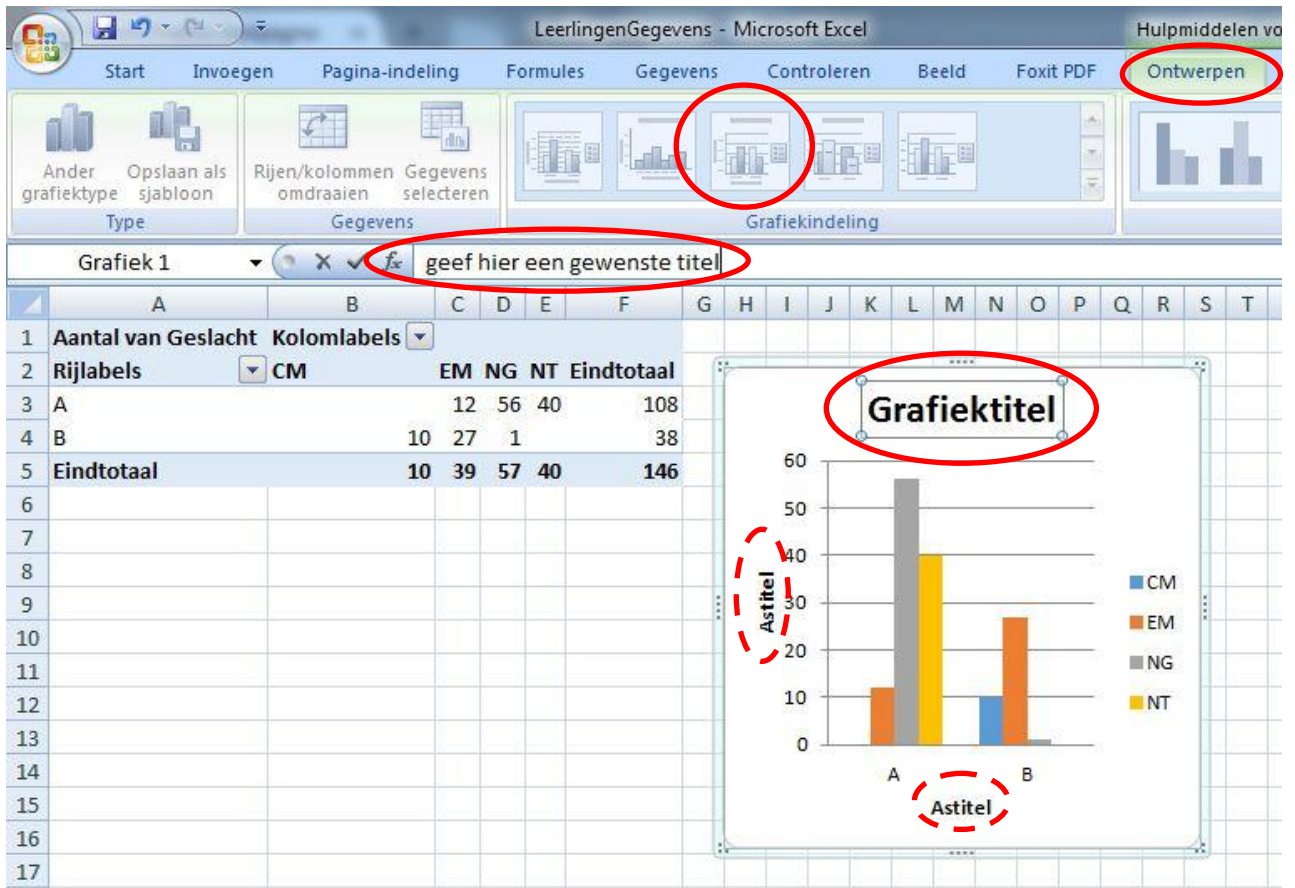 LeerlingenGegevens - Microsoft Excel
Hulpmiddelen vo
Start Invoegen Pagina-indeling Formules Gegevens Controleren Beeld Foxit PDF Ontwerpen
Ander grafiektype
Opslaan als sjabloon
Rijen/kolommen omdraaien
Gegevens selecteren
Type Gegevens Grafiekindeling
Grafiek 1 fx geef hier een gewenste titel
A B C D E F G H I J K L M N O P Q R S T
1 Aantal van Geslacht Kolomlabels
2 Rijlabels CM EM NG NT Eindtotaal
3 A 12 56 40 108
4 B 10 27 1 38
5 Eindtotaal 10 39 57 40 146
6
7
8
9
10
11
12
13
14
15
16
17
Grafiektitel
60
50
40
30
20
10
0
Astitel
A B
Astitel
CM
EM
NG
NT